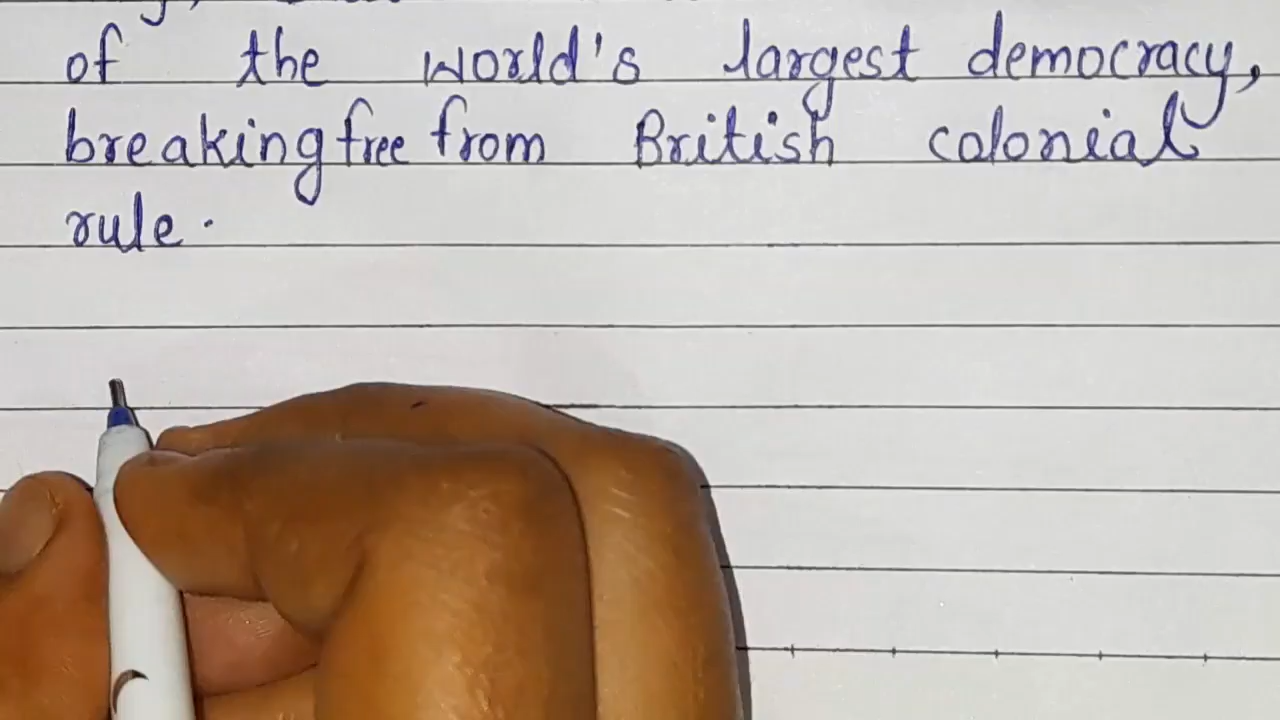 of the world's largest democracy,
breaking free from British colonial
rule.